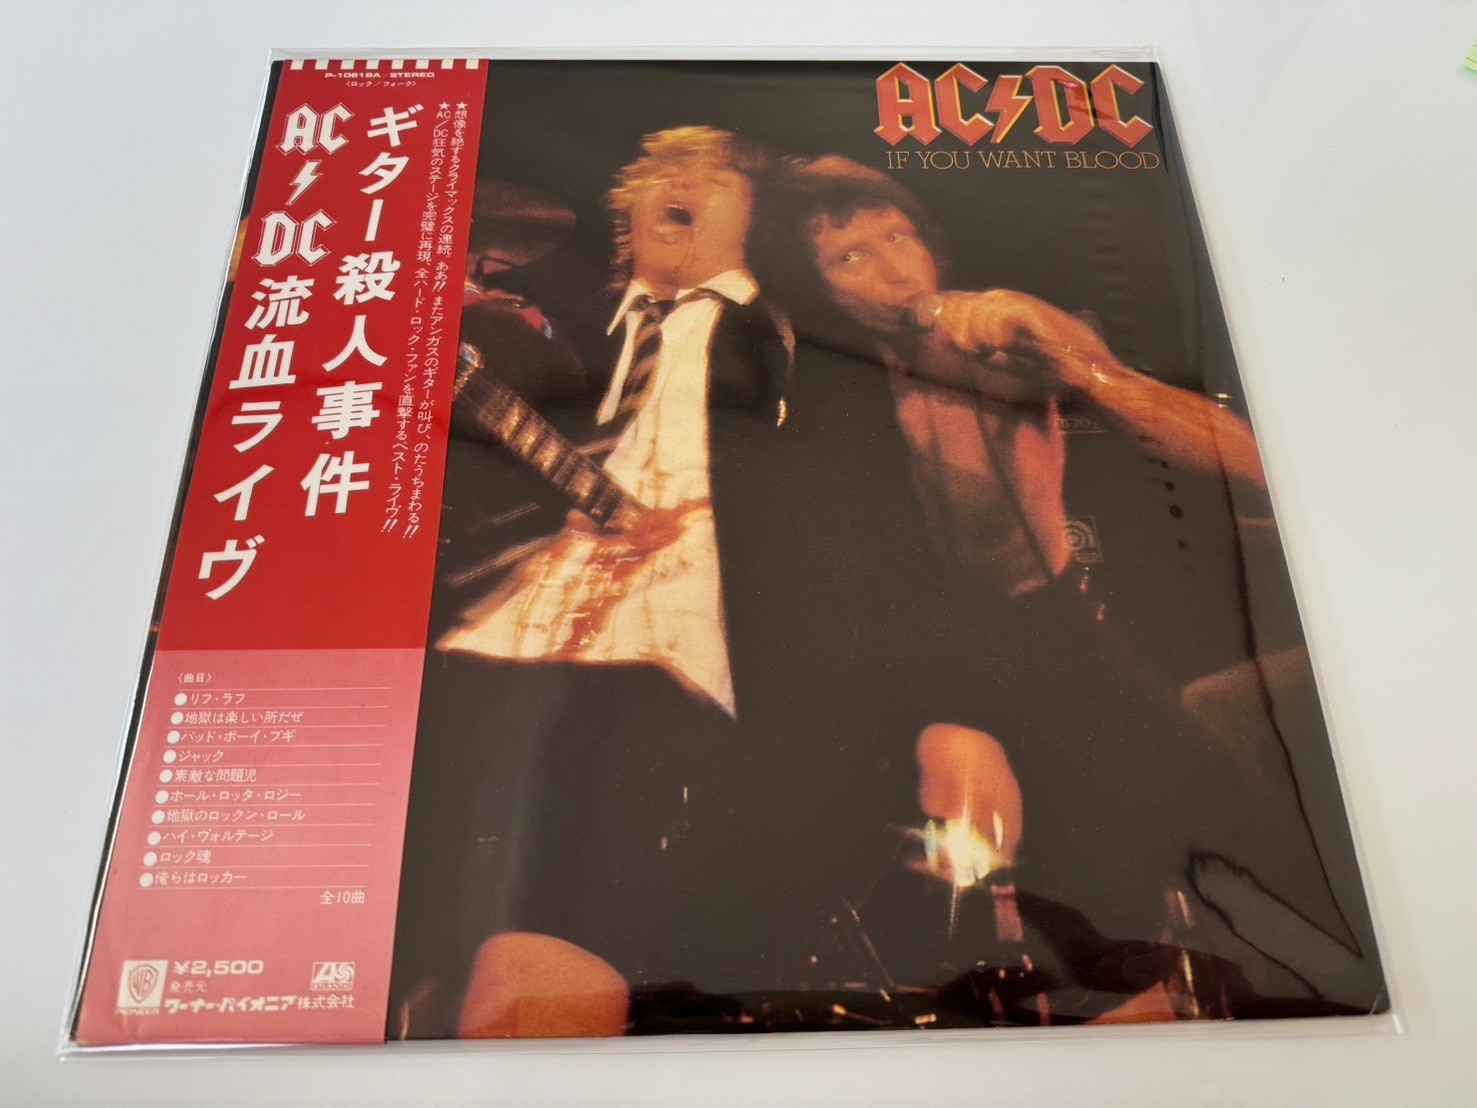 P-10618A/STEREO
〈ロック/フォーク〉
★想像を絶するクライマックスの連続。ああ!!またアンガスのギターが叫び、のたうちまわる!!
★AC/DC狂気のステージを完璧に再現、全ハード・ロック・ファンを直撃するベスト・ライヴ!!
ギター殺人事件
AC DC流血ライヴ
〈曲目〉
●リフ・ラフ
●地獄は楽しい所だぜ
●バッド・ボーイ・ブギ
●ジャック
●素敵な問題児
●ホール・ロッタ・ロジー
●地獄のロックン・ロール
●ハイ・ヴォルテージ
●ロック魂
●俺らはロッカー
全10曲
¥2,500
発売元
ワーナー・パイオニア株式会社
WB
PIONEER
ATLANTIC
AC DC
IF YOU WANT BLOOD